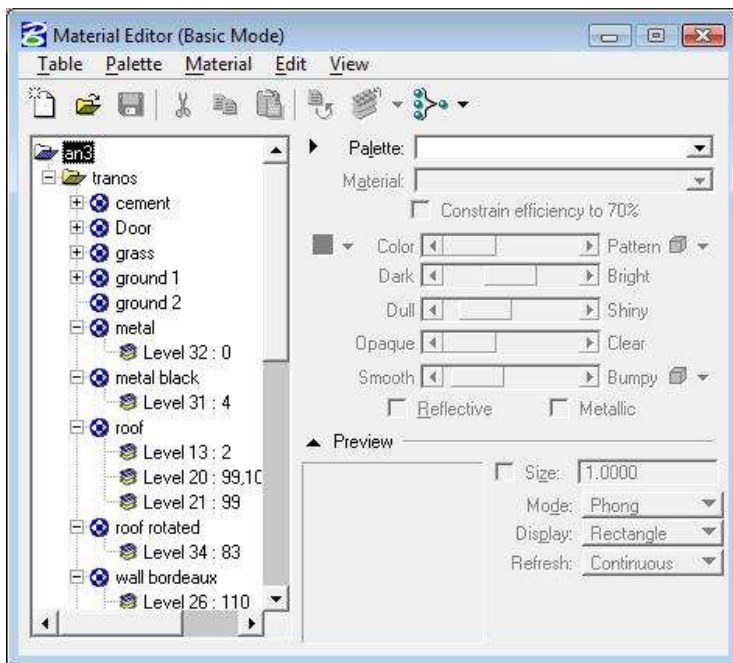 Material Editor (Basic Mode)
Table Palette Material Edit View
an3
tranos
cement
Door
grass
ground 1
ground 2
metal
Level 32 : 0
metal black
Level 31 : 4
roof
Level 13 : 2
Level 20 : 99,10
Level 21 : 99
roof rotated
Level 34 : 83
wall bordeaux
Level 26 : 110
Palette:
Material:
Constrain efficiency to 70%
Color Pattern
Dark Bright
Dull Shiny
Opaque Clear
Smooth Bumpy
Reflective Metallic
Preview
Size: 1.0000
Mode: Phong
Display: Rectangle
Refresh: Continuous